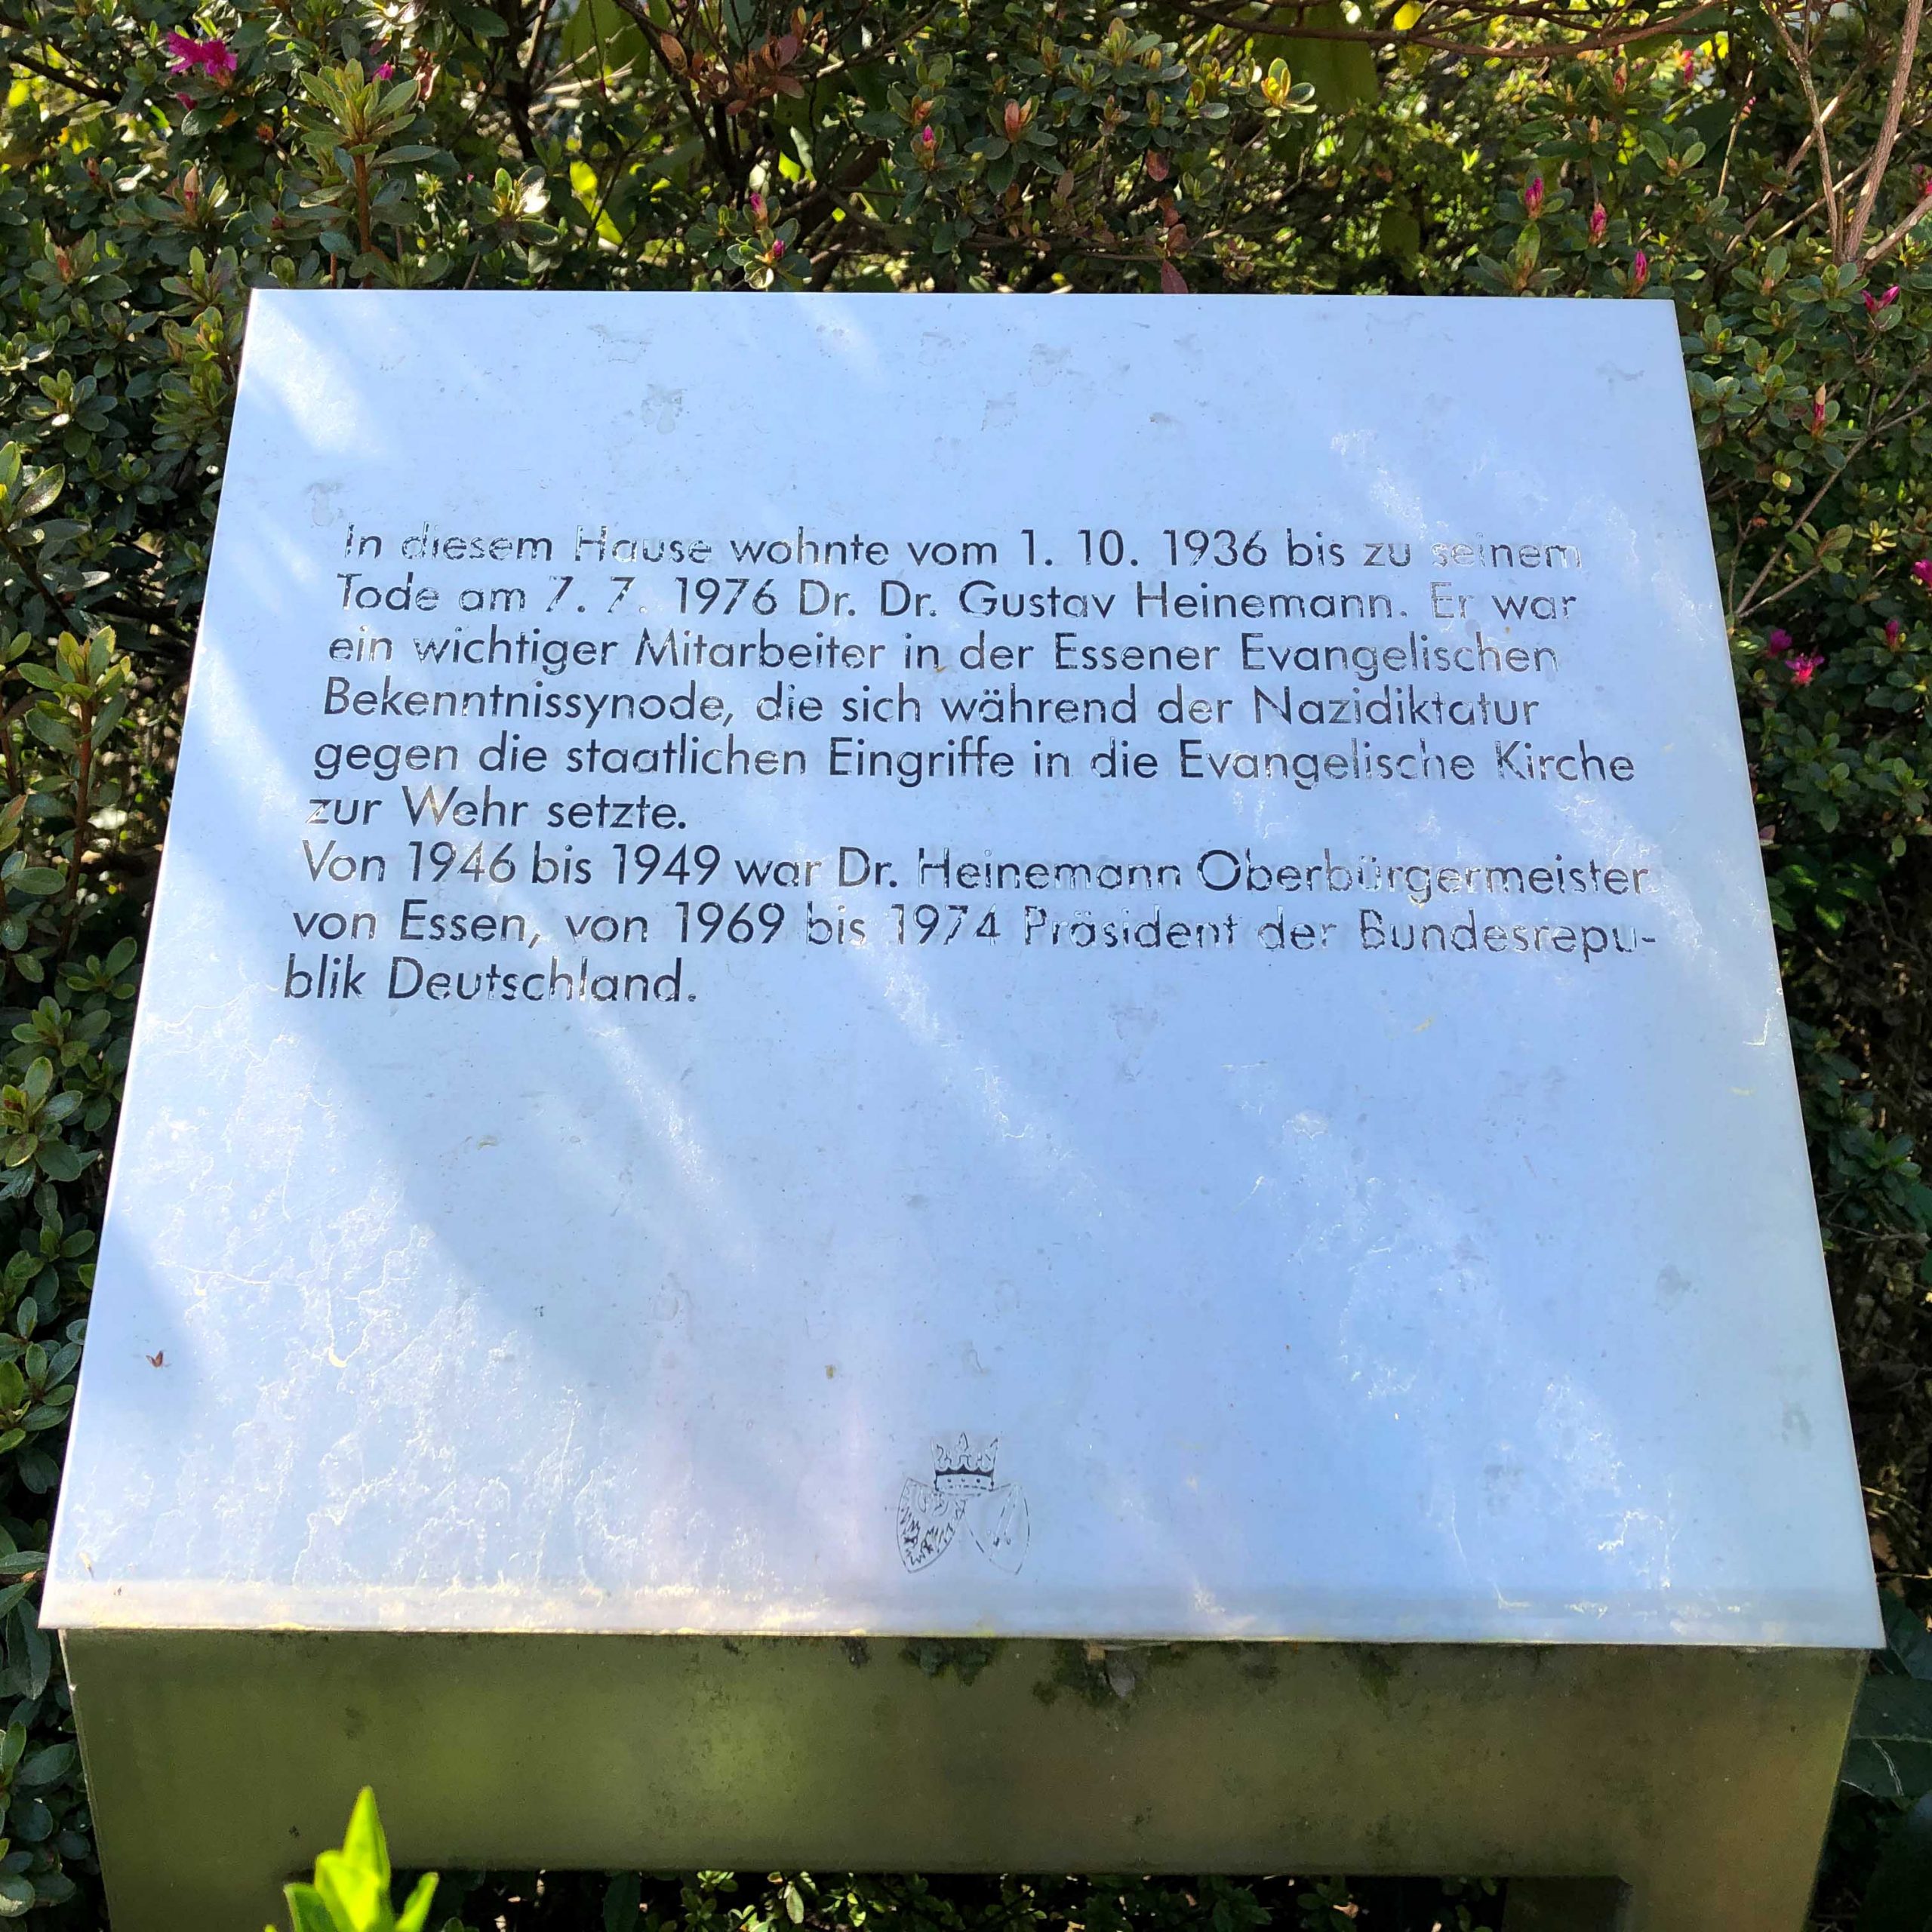 In diesem Hause wohnte vom 1. 10. 1936 bis zu seinem
Tode am 7. 7. 1976 Dr. Dr. Gustav Heinemann. Er war
ein wichtiger Mitarbeiter in der Essener Evangelischen
Bekenntnissynode, die sich während der Nazidiktatur
gegen die staatlichen Eingriffe in die Evangelische Kirche
zur Wehr setzte.
Von 1946 bis 1949 war Dr. Heinemann Oberbürgermeister
von Essen, von 1969 bis 1974 Präsident der Bundesrepu-
blik Deutschland.